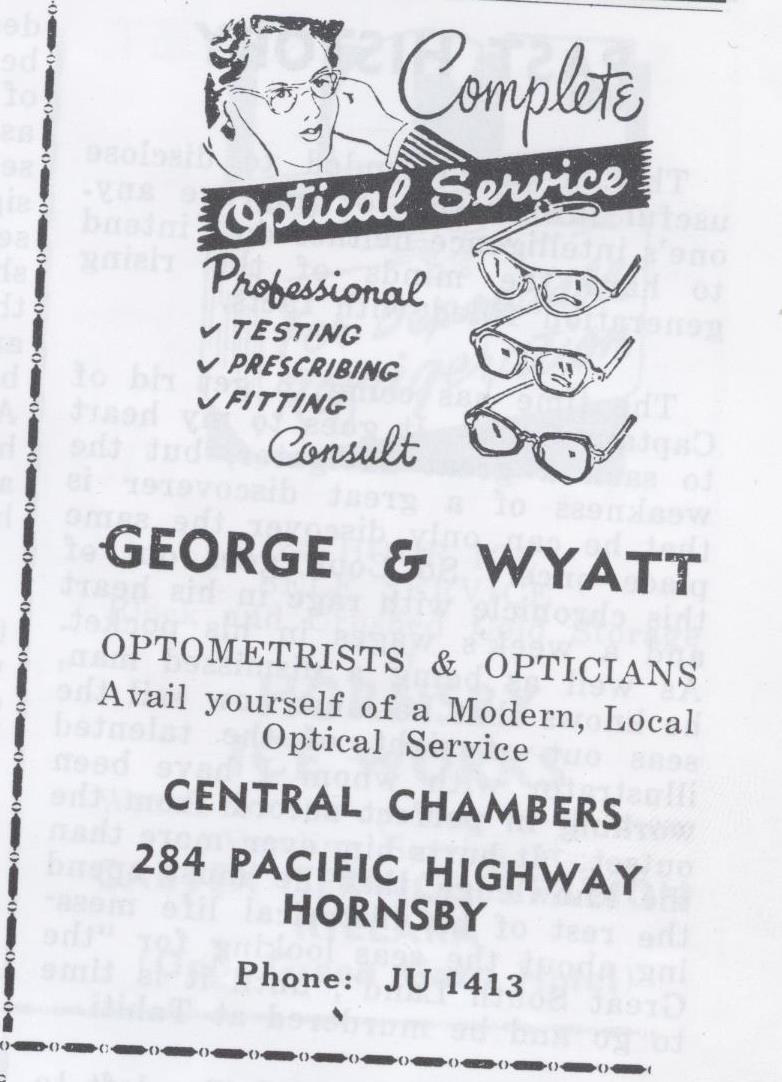 Complete
Optical Service
Professional
✓ TESTING
✓ PRESCRIBING
✓ FITTING
Consult
GEORGE & WYATT
OPTOMETRISTS & OPTICIANS
Avail yourself of a Modern, Local
Optical Service
CENTRAL CHAMBERS
284 PACIFIC HIGHWAY
HORNSBY
Phone: JU 1413